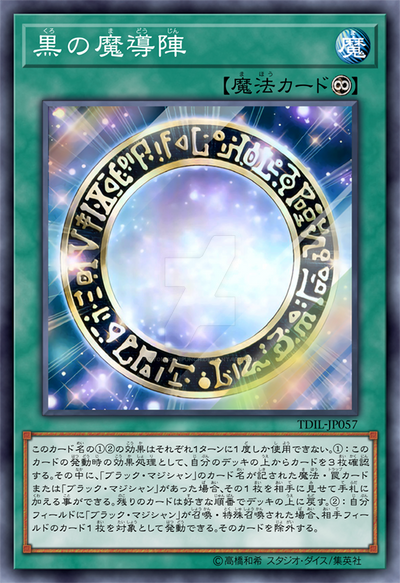 黒の魔導陣
魔
【魔法カード∞】
TDIL-JP057
このカード名の①②の効果はそれぞれ1ターンに1度しか使用できない。①：こ
のカードの発動時の効果処理として、自分のデッキの上からカードを３枚確認
する。その中に、「ブラック・マジシャン」のカード名が記された魔法・罠カード
または「ブラック・マジシャン」があった場合、その１枚を相手に見せて手札に
加える事ができる。残りのカードは好きな順番でデッキの上に戻す。②：自分
フィールドに「ブラック・マジシャン」が召喚・特殊召喚された場合、相手フィ
ールドのカード１枚を対象として発動できる。そのカードを除外する。
©高橋和希 スタジオ・ダイス/集英社